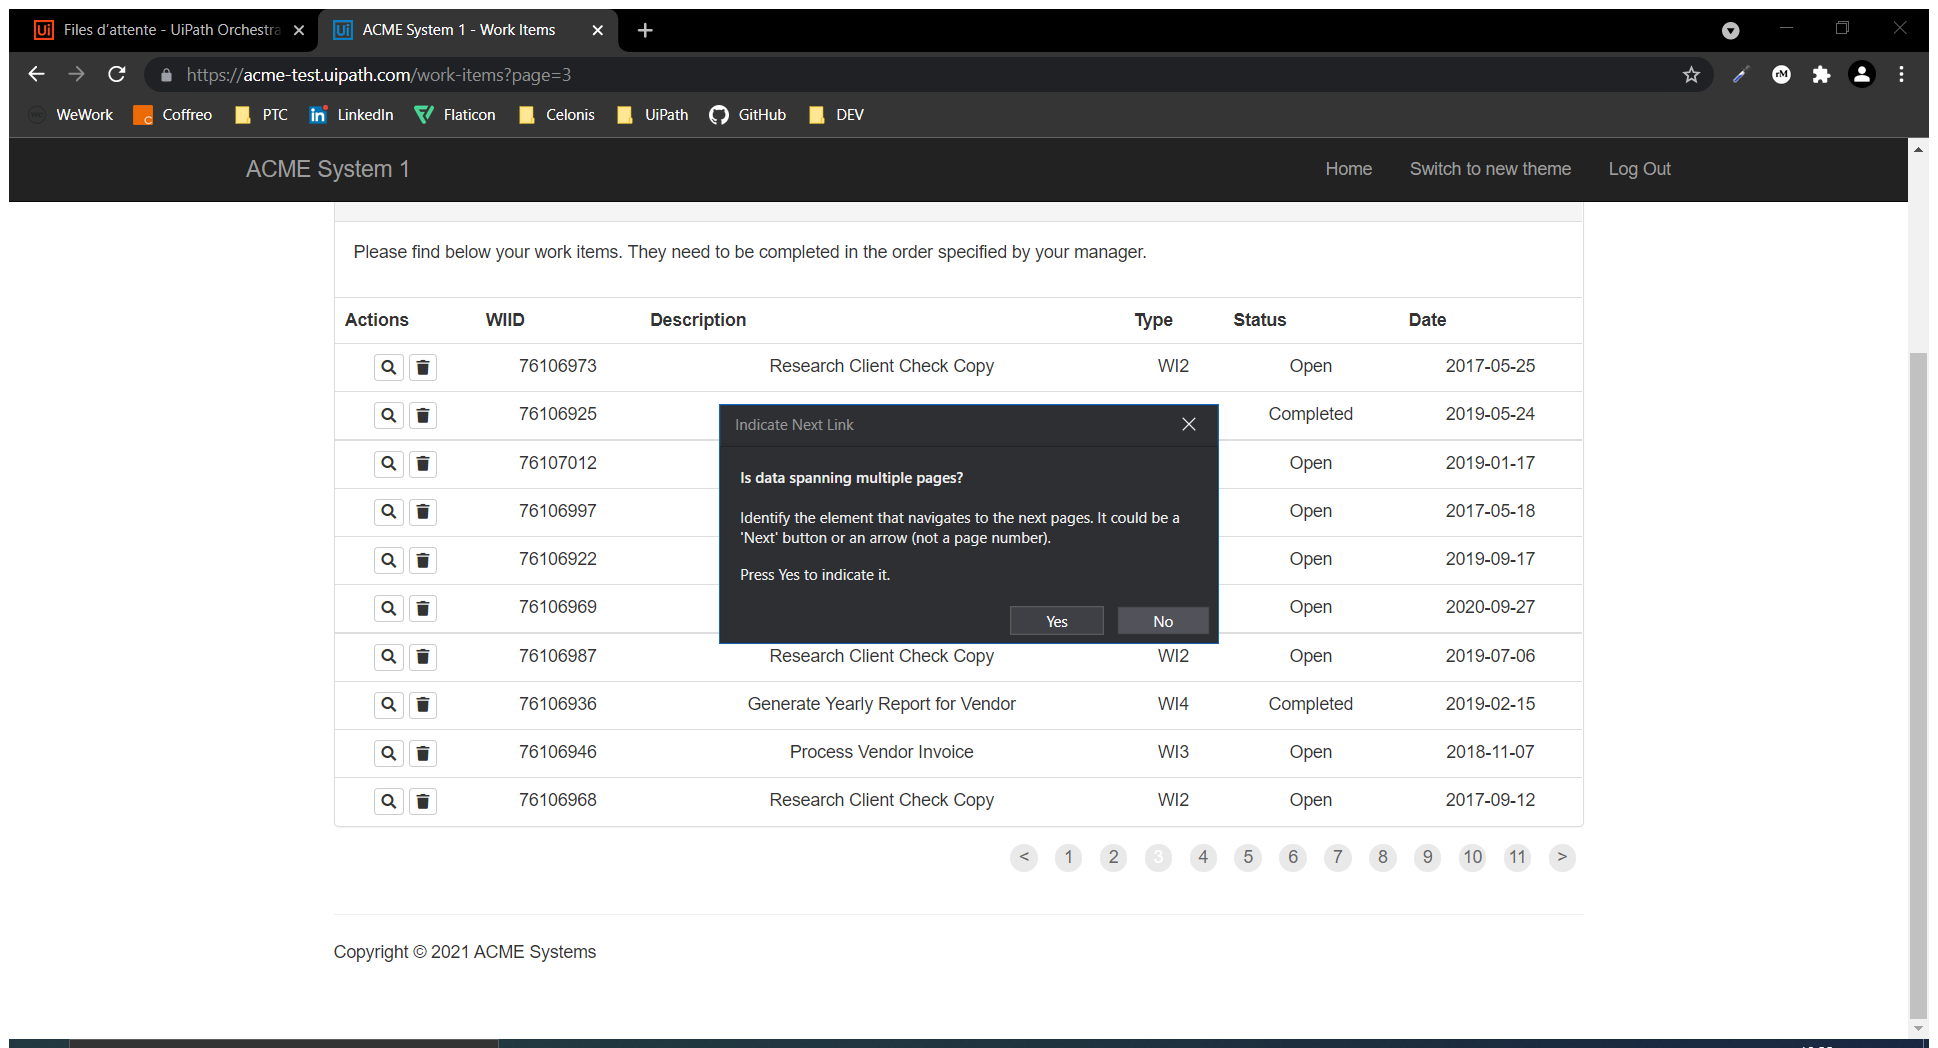 Files d'attente - UiPath Orchestra
ACME System 1 - Work Items
https://acme-test.uipath.com/work-items?page=3
WeWork Coffreo PTC LinkedIn Flaticon Celonis UiPath GitHub DEV
ACME System 1 Home Switch to new theme Log Out
Please find below your work items. They need to be completed in the order specified by your manager.
Actions WIID Description Type Status Date
76106973 Research Client Check Copy WI2 Open 2017-05-25
76106925 Completed 2019-05-24
76107012 Open 2019-01-17
76106997 Open 2017-05-18
76106922 Open 2019-09-17
76106969 Open 2020-09-27
Indicate Next Link
Is data spanning multiple pages?
Identify the element that navigates to the next pages. It could be a
'Next' button or an arrow (not a page number).
Press Yes to indicate it.
Yes No
76106987 Research Client Check Copy WI2 Open 2019-07-06
76106936 Generate Yearly Report for Vendor WI4 Completed 2019-02-15
76106946 Process Vendor Invoice WI3 Open 2018-11-07
76106968 Research Client Check Copy WI2 Open 2017-09-12
< 1 2 3 4 5 6 7 8 9 10 11 >
Copyright © 2021 ACME Systems